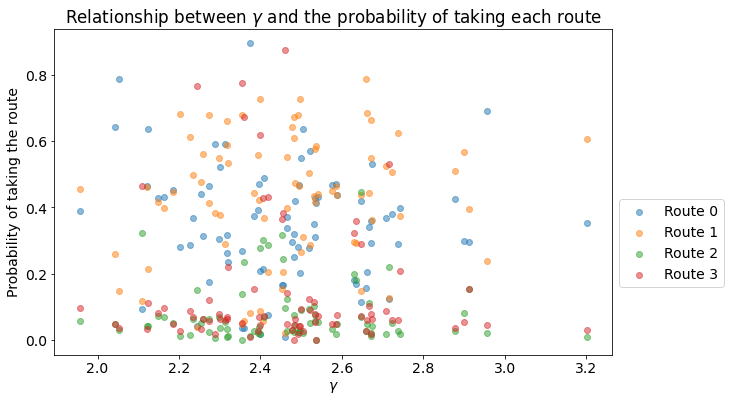 Relationship between γ and the probability of taking each route
Probability of taking the route
0.8
0.6
0.4
0.2
0.0
2.0 2.2 2.4 2.6 2.8 3.0 3.2
γ
Route 0
Route 1
Route 2
Route 3